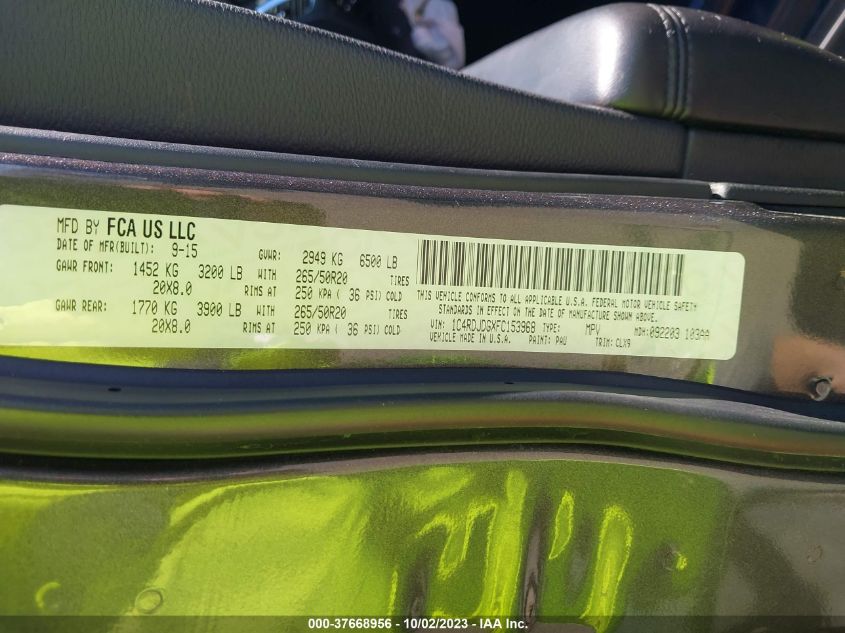 MFD BY FCA US LLC
DATE OF MFR(BUILT): 9-15 GVWR: 2949 KG 6500 LB
GAWR FRONT: 1452 KG 3200 LB WITH 265/50R20 TIRES
20X8.0 RIMS AT 250 KPA ( 36 PSI) COLD
GAWR REAR: 1770 KG 3900 LB WITH 265/50R20 TIRES
20X8.0 RIMS AT 250 KPA ( 36 PSI) COLD
THIS VEHICLE CONFORMS TO ALL APPLICABLE U.S.A. FEDERAL MOTOR VEHICLE SAFETY
STANDARDS IN EFFECT ON THE DATE OF MANUFACTURE SHOWN ABOVE.
VIN: 1C4RDJDGXFC153968 TYPE: MPV MDH: 092203 103AA
VEHICLE MADE IN U.S.A. PAINT: PAU TRIM: CLX9
000-37668956 - 10/02/2023 - IAA Inc.